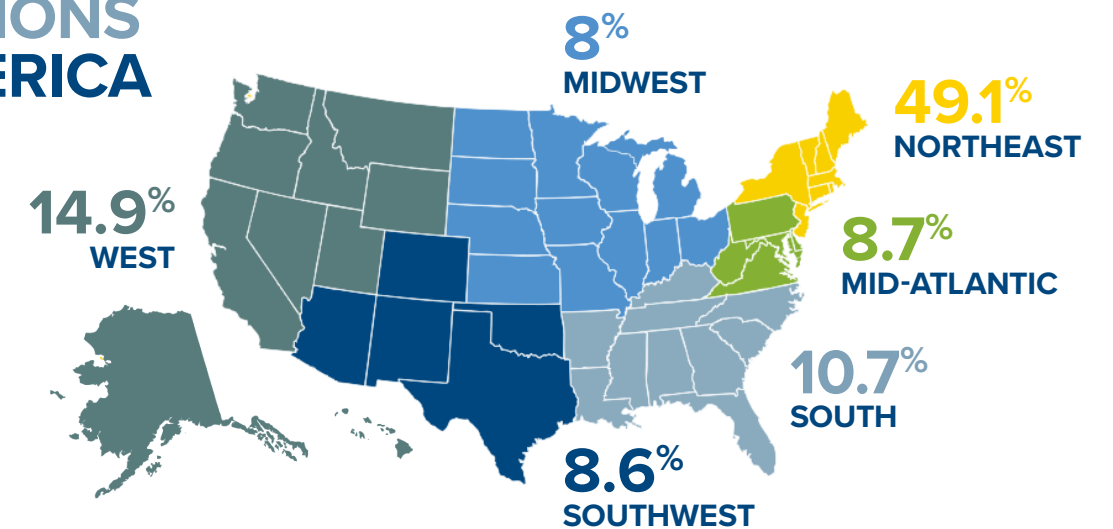 IONS
ERICA
8%
MIDWEST
49.1%
NORTHEAST
14.9%
WEST
8.7%
MID-ATLANTIC
10.7%
SOUTH
8.6%
SOUTHWEST